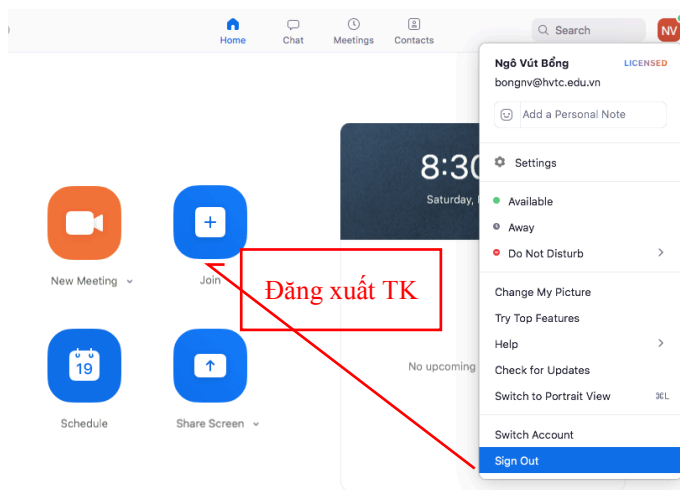 Home
Chat
Meetings
Contacts
Search
NV
Ngô Vút Bổng
LICENSED
bongnv@hvtc.edu.vn
Add a Personal Note
Settings
Available
Away
Do Not Disturb
Change My Picture
Try Top Features
Help
Check for Updates
Switch to Portrait View
⌘L
Switch Account
Sign Out
8:30
Saturday,
No upcoming
New Meeting
Join
19
Schedule
Share Screen
Đăng xuất TK